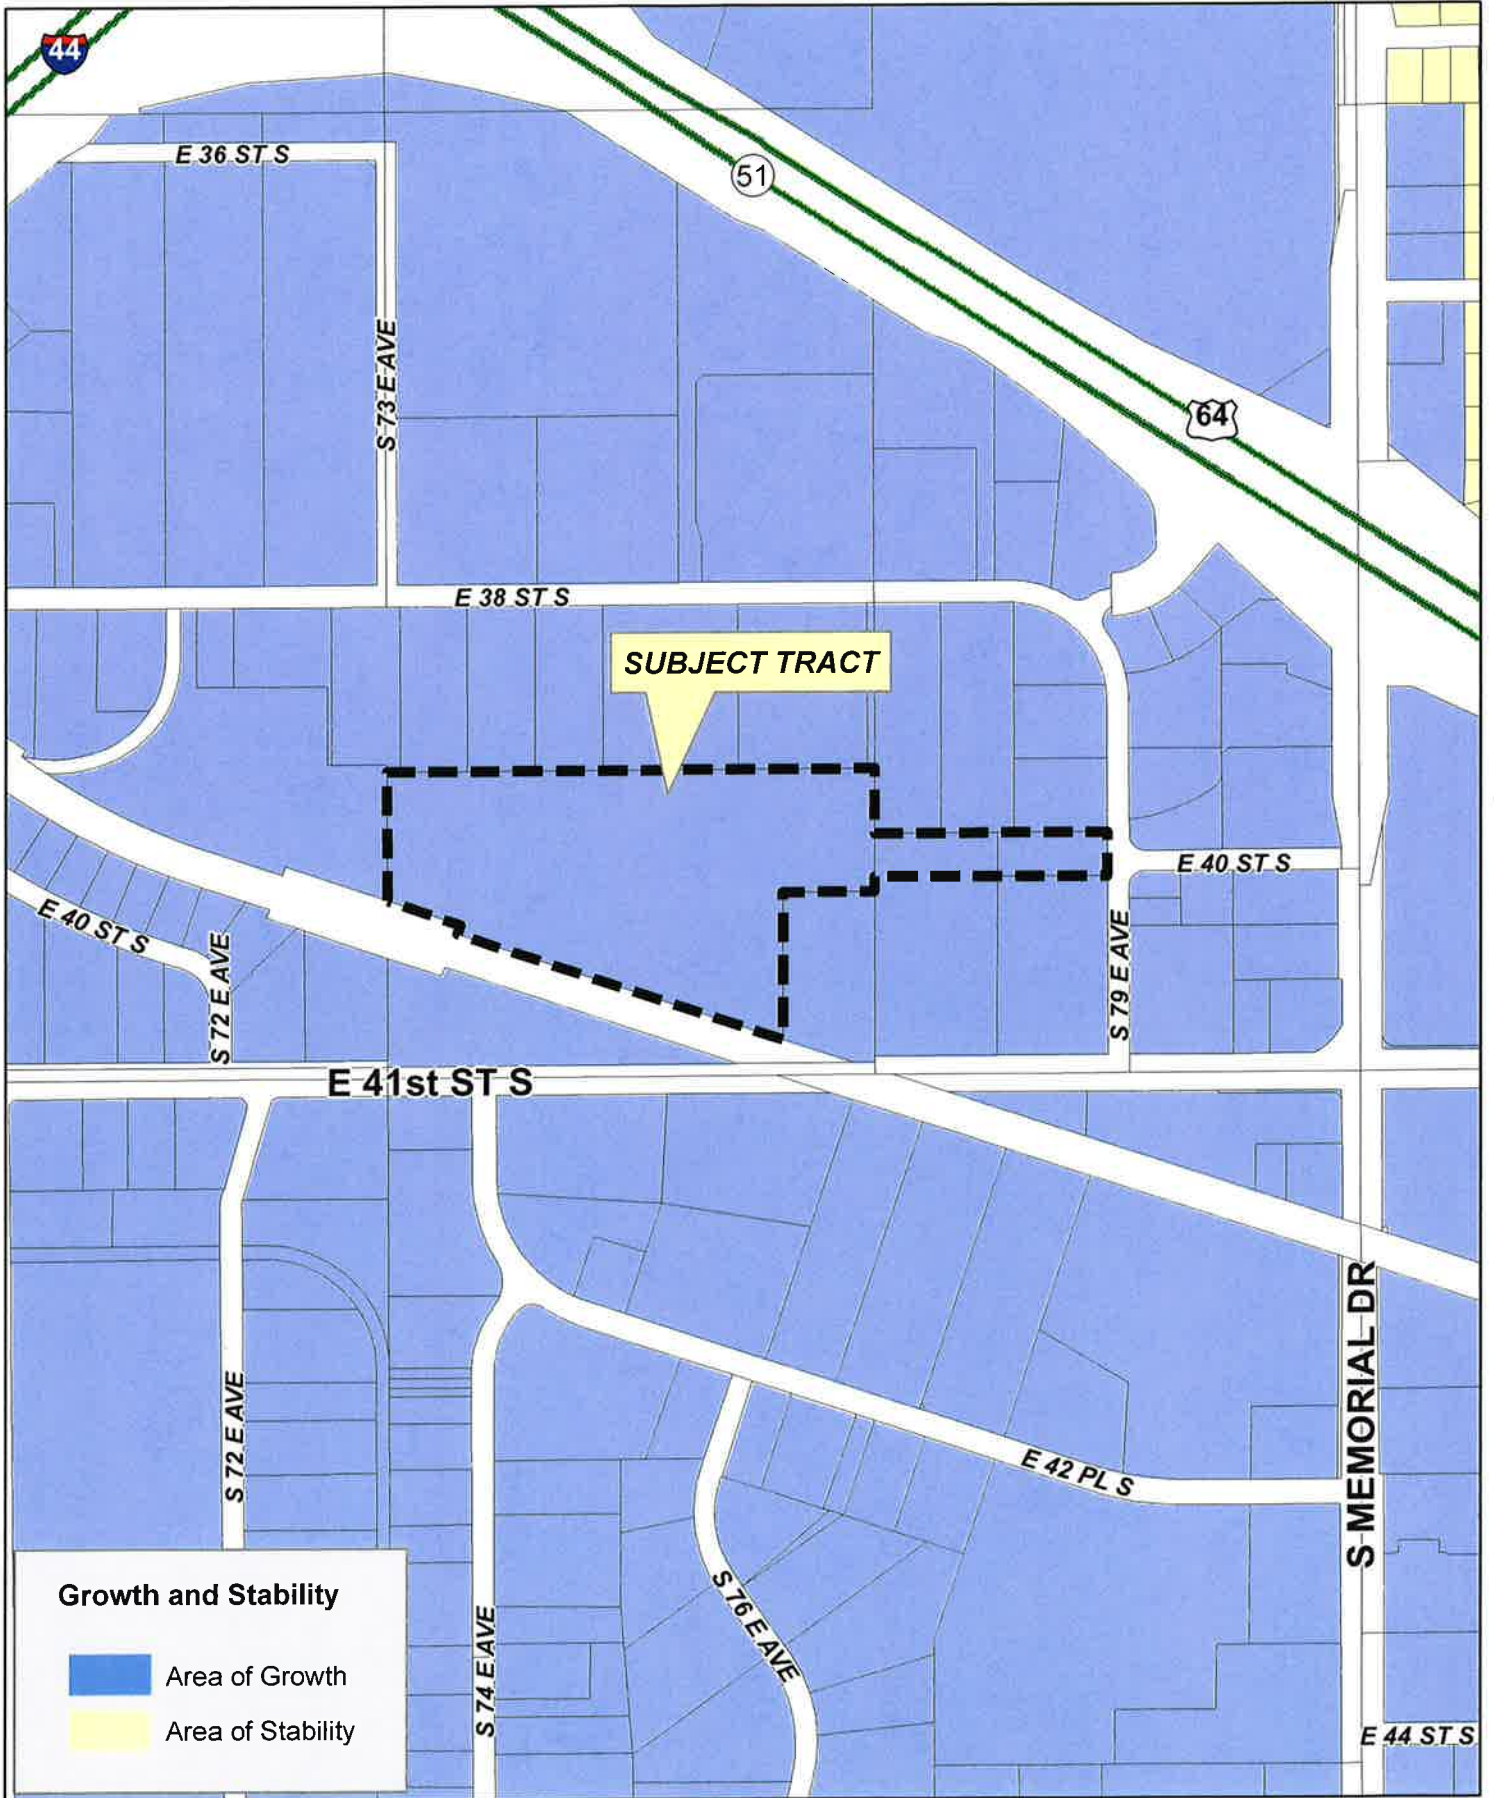 44
E 36 ST S
51
S 73 E AVE
64
E 38 ST S
SUBJECT TRACT
E 40 ST S
E 40 ST S
S 72 E AVE
S 79 E AVE
E 41st ST S
S MEMORIAL DR
S 72 E AVE
E 42 PL S
S 76 E AVE
S 74 E AVE
E 44 ST S
Growth and Stability
Area of Growth
Area of Stability